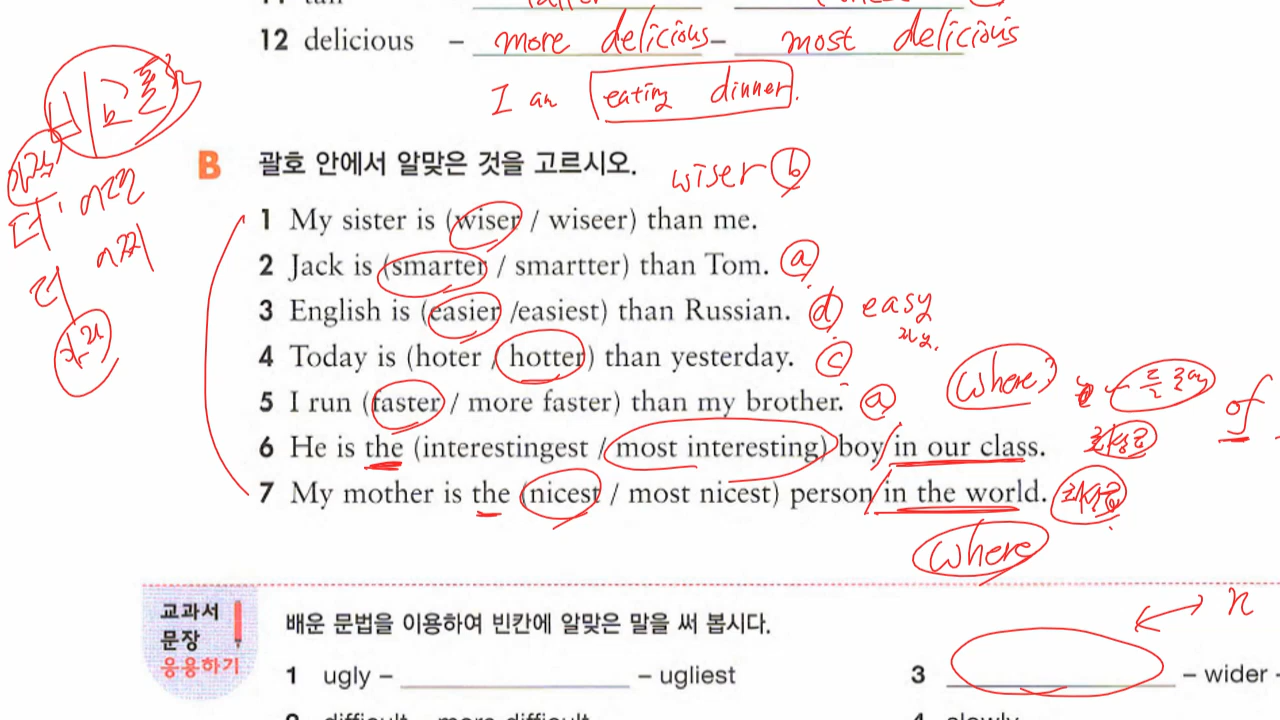 12 delicious - more delicious - most delicious
I am eating dinner.
B 괄호 안에서 알맞은 것을 고르시오. wiser ⓑ
1 My sister is (wiser / wiseer) than me.
2 Jack is (smarter / smartter) than Tom. ⓐ
3 English is (easier /easiest) than Russian. ⓓ easy
4 Today is (hoter / hotter) than yesterday. ⓒ
where?
5 I run (faster / more faster) than my brother. ⓐ
of
6 He is the (interestingest / most interesting) boy in our class. 최상급
7 My mother is the (nicest / most nicest) person in the world. 최상급
where
교과서
문장
응용하기
배운 문법을 이용하여 빈칸에 알맞은 말을 써 봅시다.
n
1 ugly – – ugliest
3 – wider -